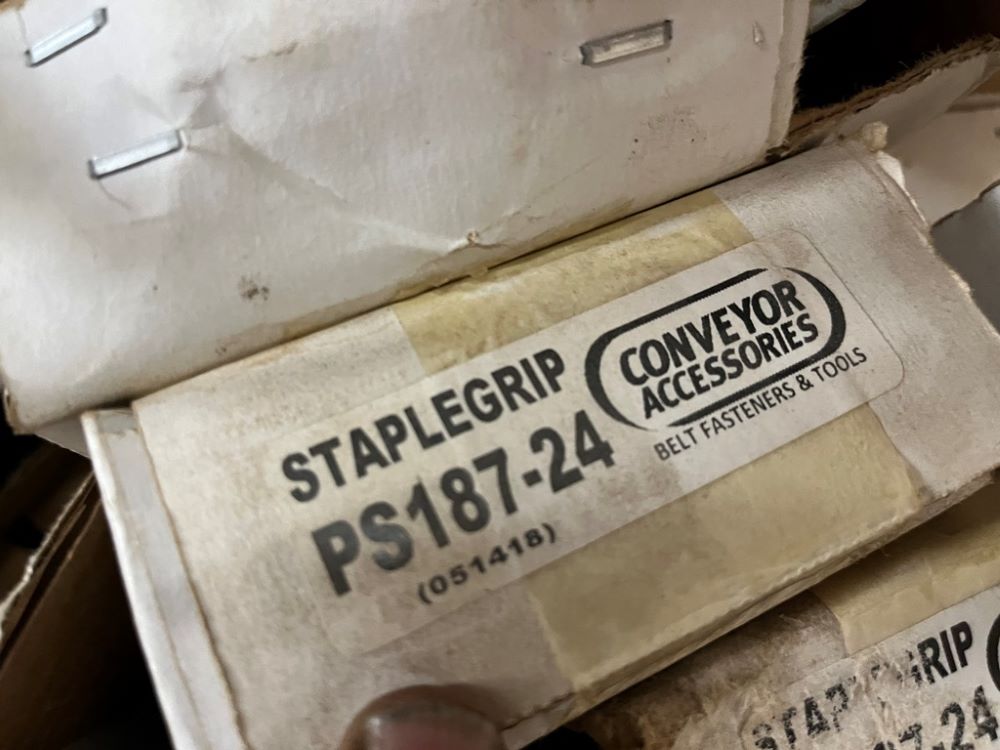 STAPLEGRIP
PS187-24
(051418)
CONVEYOR
ACCESSORIES
BELT FASTENERS & TOOLS